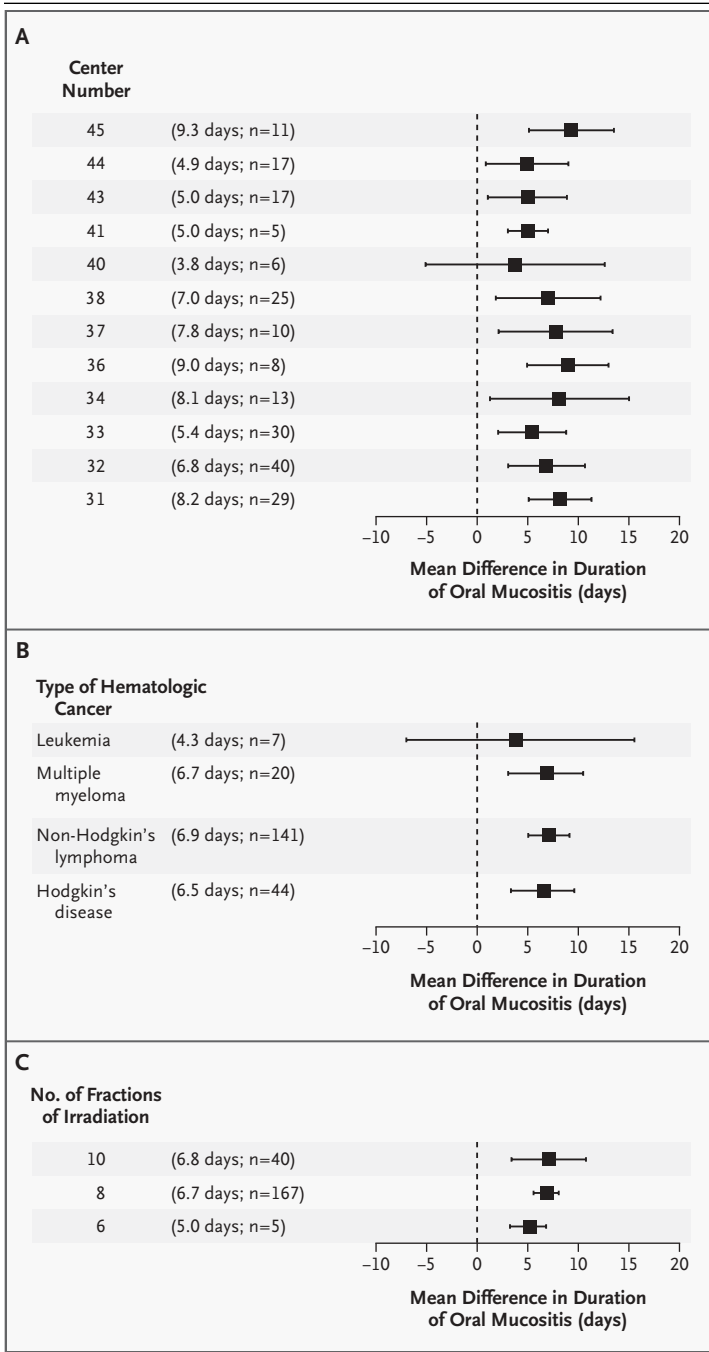 A
Center
Number
45 (9.3 days; n=11)
44 (4.9 days; n=17)
43 (5.0 days; n=17)
41 (5.0 days; n=5)
40 (3.8 days; n=6)
38 (7.0 days; n=25)
37 (7.8 days; n=10)
36 (9.0 days; n=8)
34 (8.1 days; n=13)
33 (5.4 days; n=30)
32 (6.8 days; n=40)
31 (8.2 days; n=29)
–10 –5 0 5 10 15 20
Mean Difference in Duration
of Oral Mucositis (days)
B
Type of Hematologic
Cancer
Leukemia (4.3 days; n=7)
Multiple (6.7 days; n=20)
myeloma
Non-Hodgkin's (6.9 days; n=141)
lymphoma
Hodgkin's (6.5 days; n=44)
disease
–10 –5 0 5 10 15 20
Mean Difference in Duration
of Oral Mucositis (days)
C
No. of Fractions
of Irradiation
10 (6.8 days; n=40)
8 (6.7 days; n=167)
6 (5.0 days; n=5)
–10 –5 0 5 10 15 20
Mean Difference in Duration
of Oral Mucositis (days)